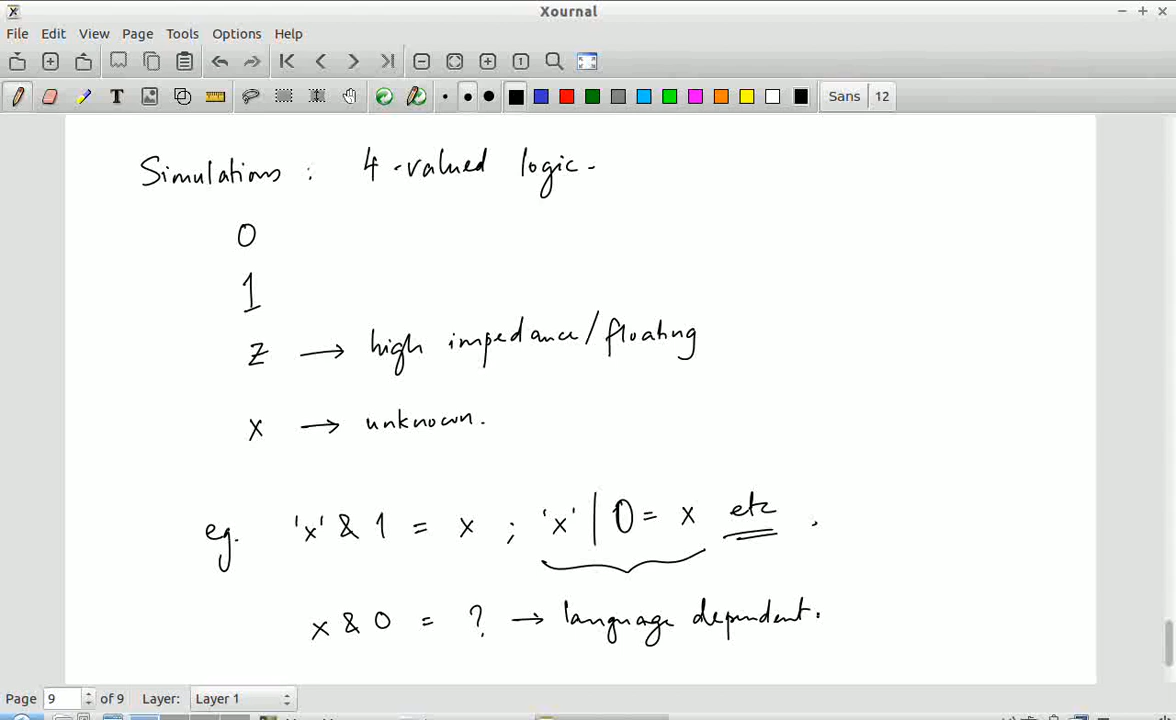 Xournal
File Edit View Page Tools Options Help
Sans 12
Simulations : 4-valued logic.
0
1
Z → high impedance/floating
X → unknown.
eg. 'x' & 1 = x ; 'x' | 0 = x etc .
x & 0 = ? → language dependent.
Page 9 of 9 Layer: Layer 1